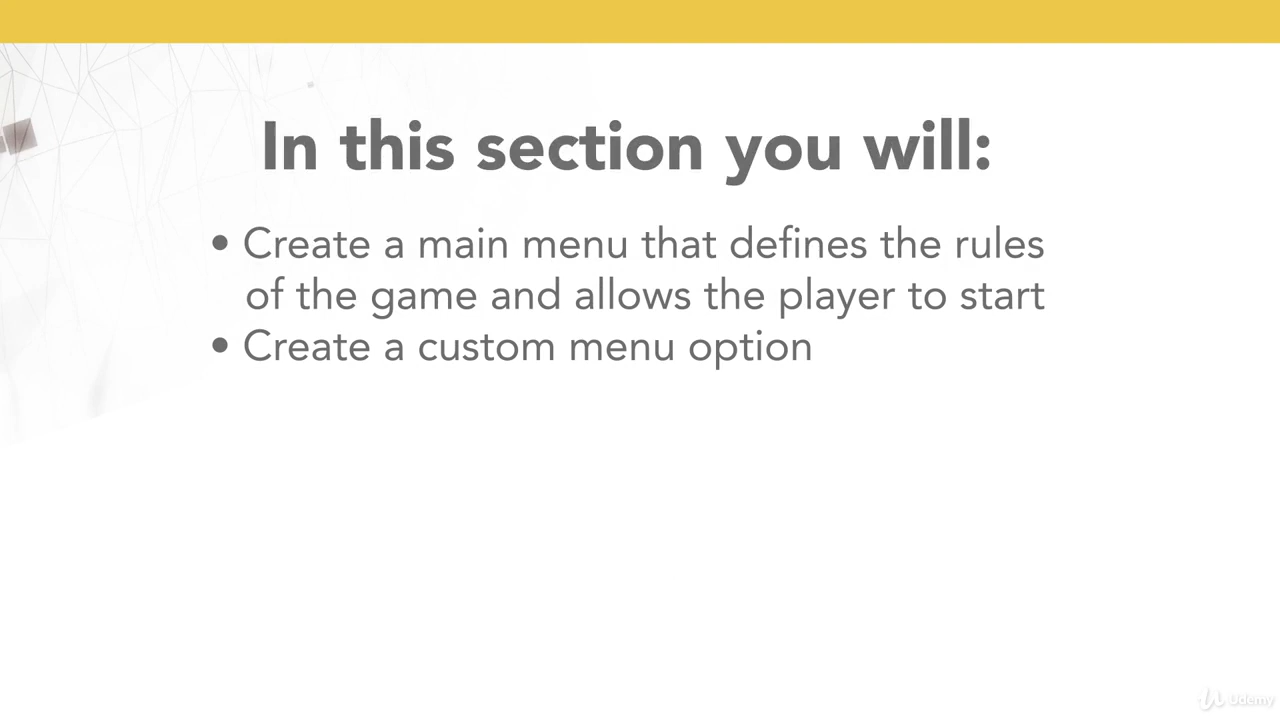 In this section you will:
• Create a main menu that defines the rules
of the game and allows the player to start
• Create a custom menu option
Udemy